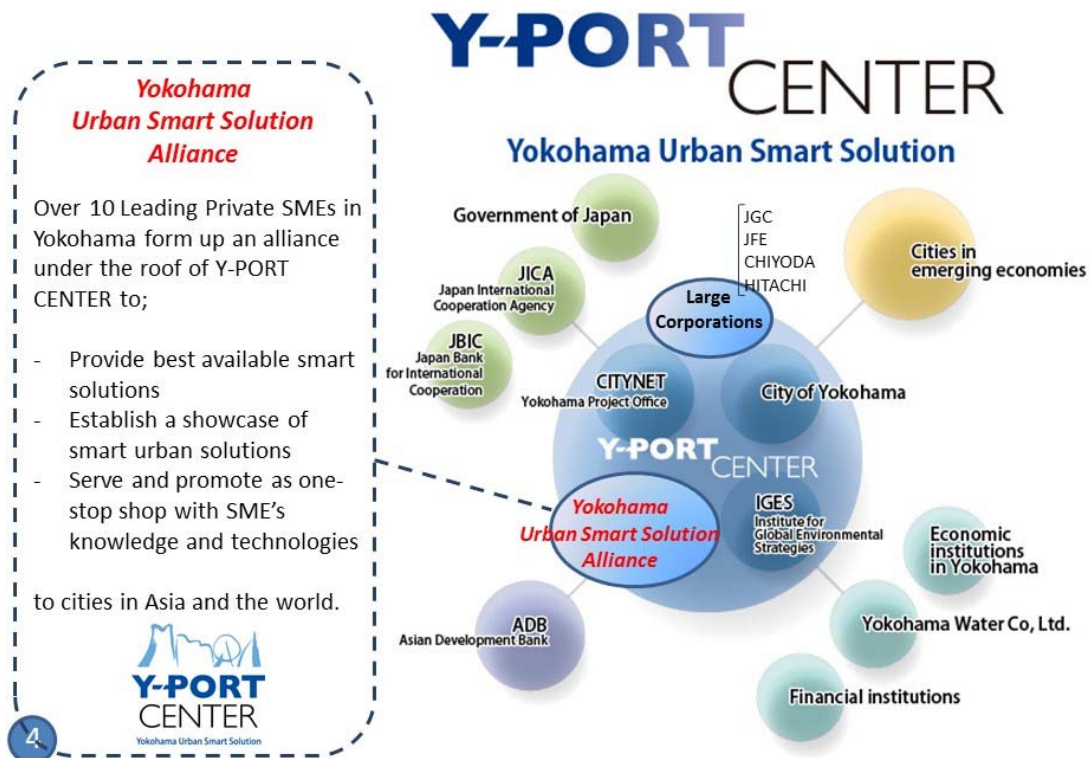 Y-PORT
CENTER
Yokohama Urban Smart Solution
Yokohama
Urban Smart Solution
Alliance
Over 10 Leading Private SMEs in
Yokohama form up an alliance
under the roof of Y-PORT
CENTER to;
- Provide best available smart
solutions
- Establish a showcase of
smart urban solutions
- Serve and promote as one-
stop shop with SME’s
knowledge and technologies
to cities in Asia and the world.
Y-PORT
CENTER
Yokohama Urban Smart Solution
4
Government of Japan
JICA
Japan International
Cooperation Agency
JBIC
Japan Bank
for International
Cooperation
JGC
JFE
CHIYODA
HITACHI
Large
Corporations
Cities in
emerging economies
CITYNET
Yokohama Project Office
City of Yokohama
Y-PORT
CENTER
Yokohama
Urban Smart Solution
Alliance
IGES
Institute for
Global Environmental
Strategies
Economic
institutions
in Yokohama
ADB
Asian Development Bank
Yokohama Water Co, Ltd.
Financial institutions